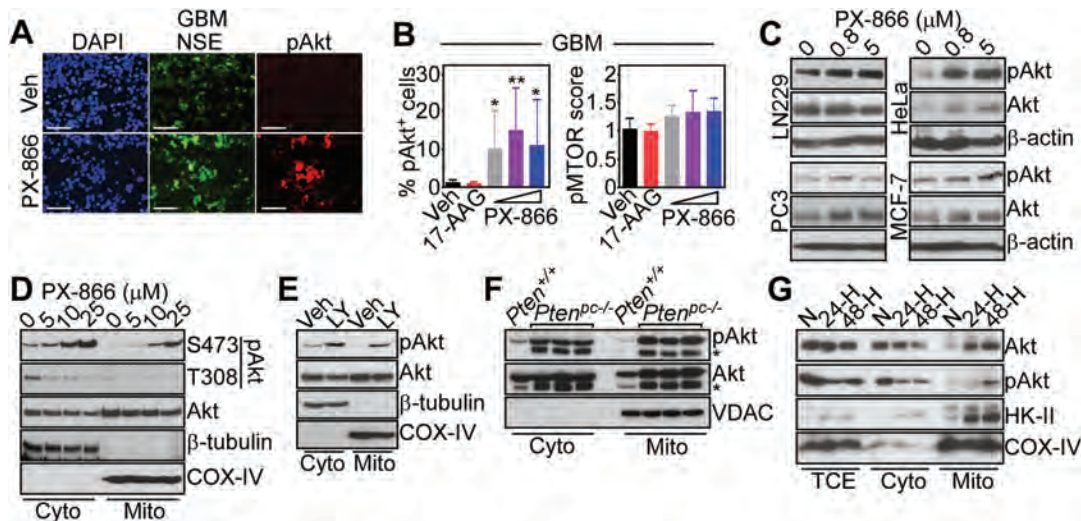 A
GBM
DAPI NSE pAkt
Veh
PX-866
B
GBM
% pAkt+ cells
30
20
10
0
*
**
*
Veh
17-AAG
PX-866
pMTOR score
2
1.5
1
0.5
0
Veh
17-AAG
PX-866
C
PX-866 (μM)
0 0.8 5 0 0.8 5
LN229
HeLa
pAkt
Akt
β-actin
PC3
MCF-7
pAkt
Akt
β-actin
D
PX-866 (μM)
0 5 10 25 0 5 10 25
S473
T308
pAkt
Akt
β-tubulin
COX-IV
Cyto Mito
E
Veh LY Veh LY
pAkt
Akt
β-tubulin
COX-IV
Cyto Mito
F
Pten+/+ Ptenpc-/- Pten+/+ Ptenpc-/-
pAkt
*
Akt
*
VDAC
Cyto Mito
G
N 24-H 48-H N 24-H 48-H N 24-H 48-H
Akt
pAkt
HK-II
COX-IV
TCE Cyto Mito